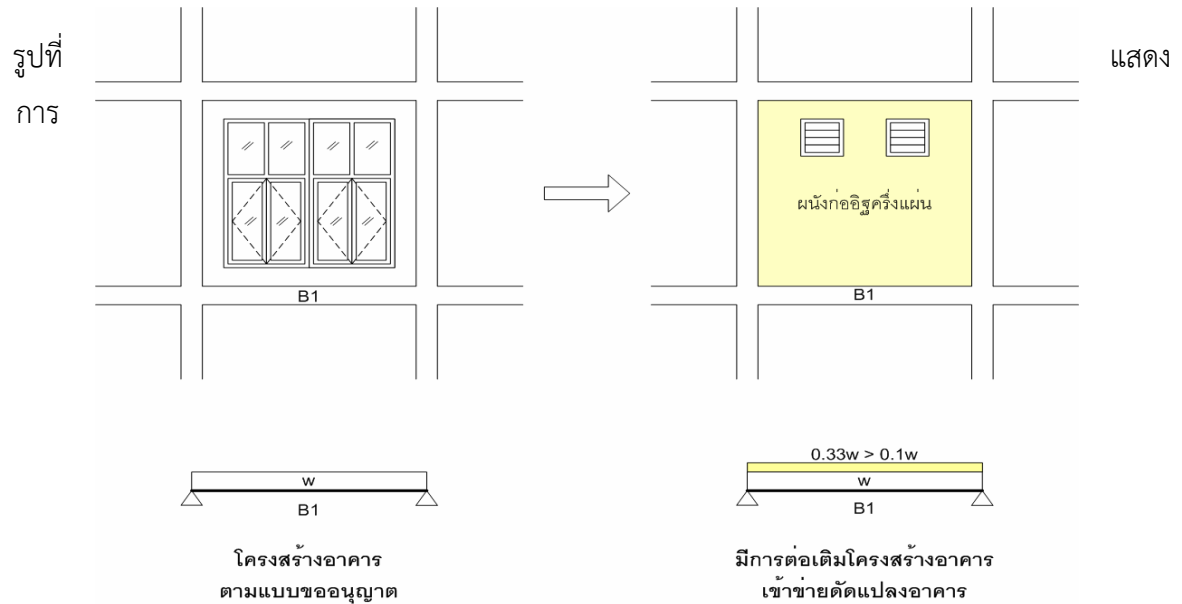 รูปที่ แสดง
การ
ผนังก่ออิฐครึ่งแผ่น
B1 B1
0.33w > 0.1w
w w
B1 B1
โครงสร้างอาคาร
ตามแบบขออนุญาต
มีการต่อเติมโครงสร้างอาคาร
เข้าข่ายดัดแปลงอาคาร